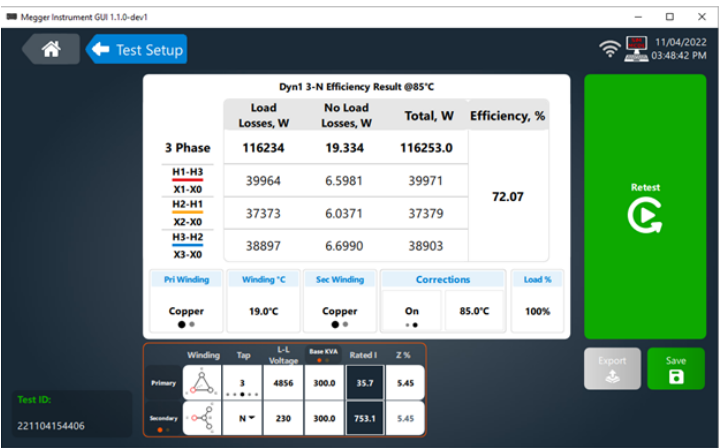 Megger Instrument GUI 1.1.0-dev1
Test Setup
11/04/2022
03:48:42 PM
Dyn1 3-N Efficiency Result @85°C
Load Losses, W No Load Losses, W Total, W Efficiency, %
3 Phase 116234 19.334 116253.0
H1-H3
X1-X0
39964 6.5981 39971
H2-H1
X2-X0
37373 6.0371 37379
72.07
H3-H2
X3-X0
38897 6.6990 38903
Retest
Pri Winding Winding °C Sec Winding Corrections Load %
Copper 19.0°C Copper On 85.0°C 100%
Winding Tap L-L Voltage Base KVA Rated I Z %
Primary 3 4856 300.0 35.7 5.45
Secondary N 230 300.0 753.1 5.45
Export
Save
Test ID:
221104154406